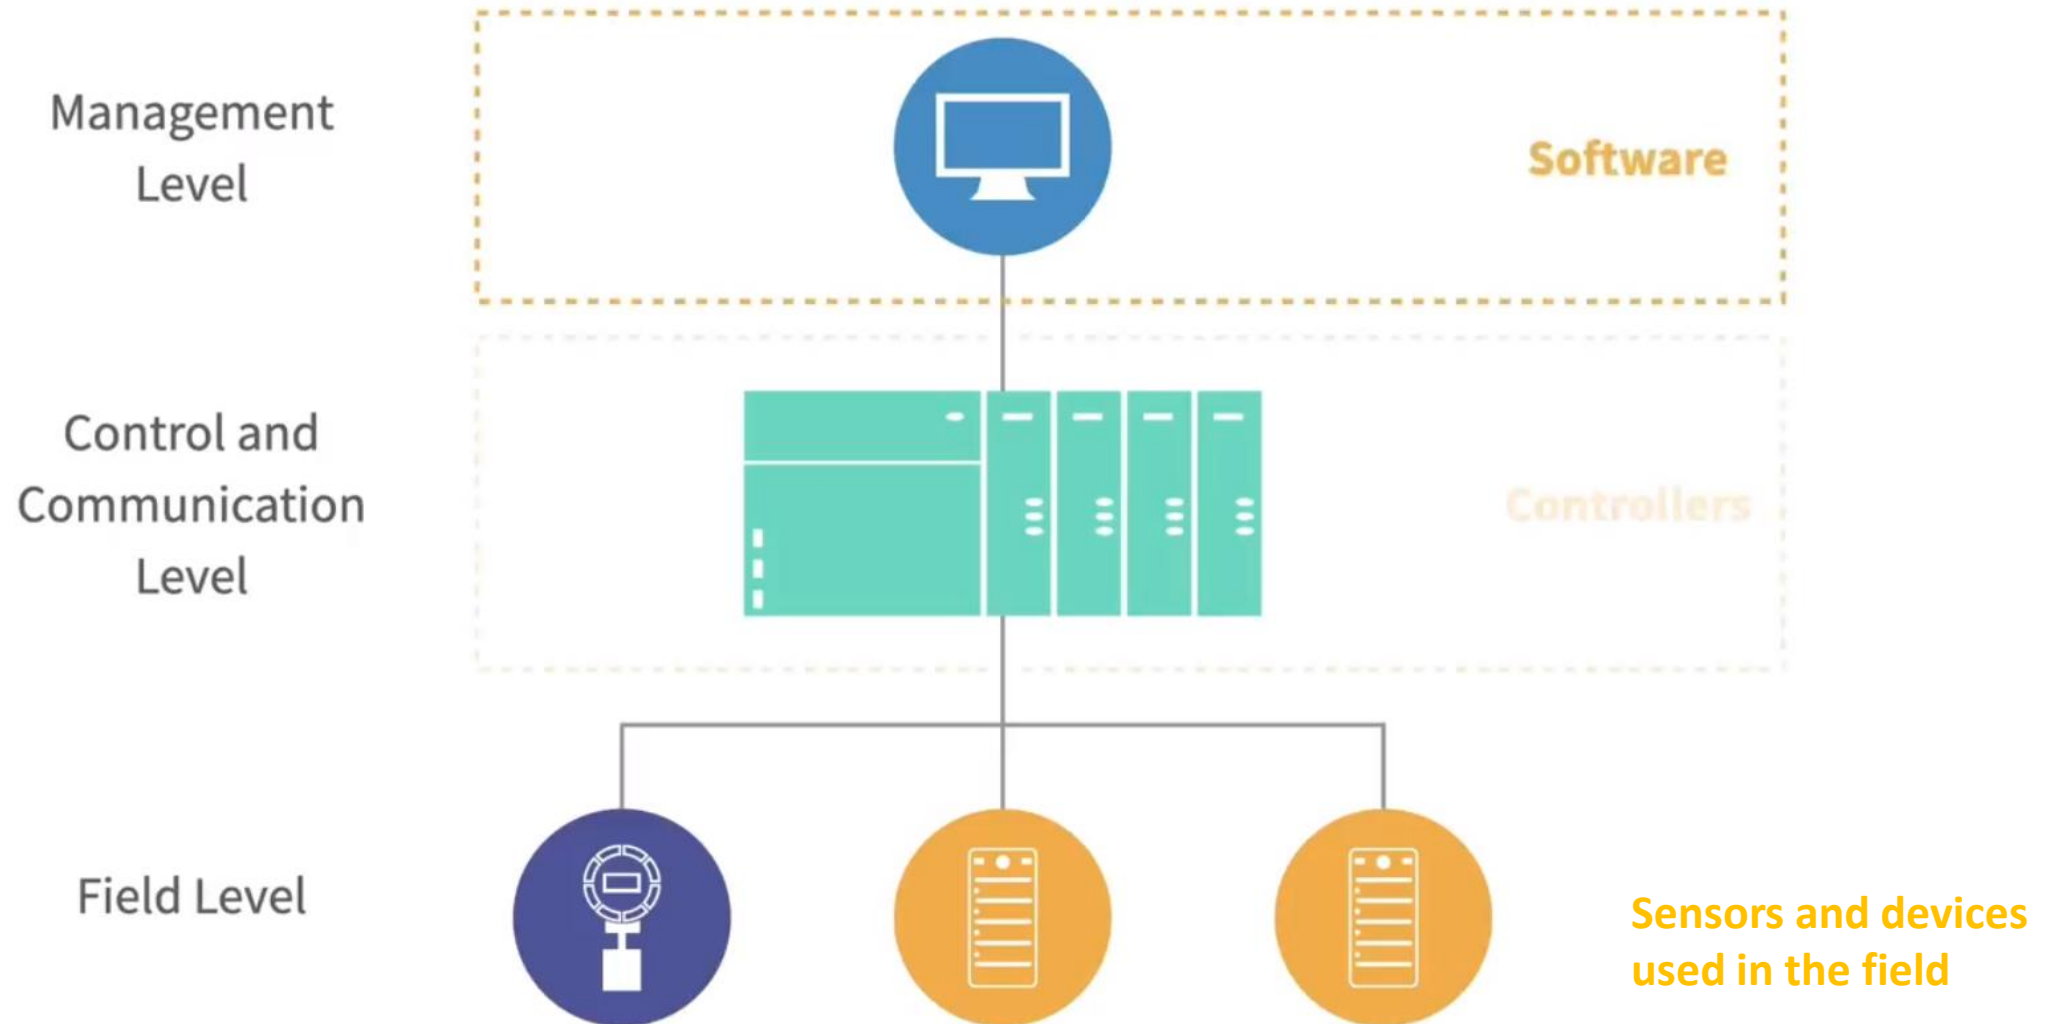 Management
Level
Software
Control and
Communication
Level
Controllers
Field Level
Sensors and devices
used in the field